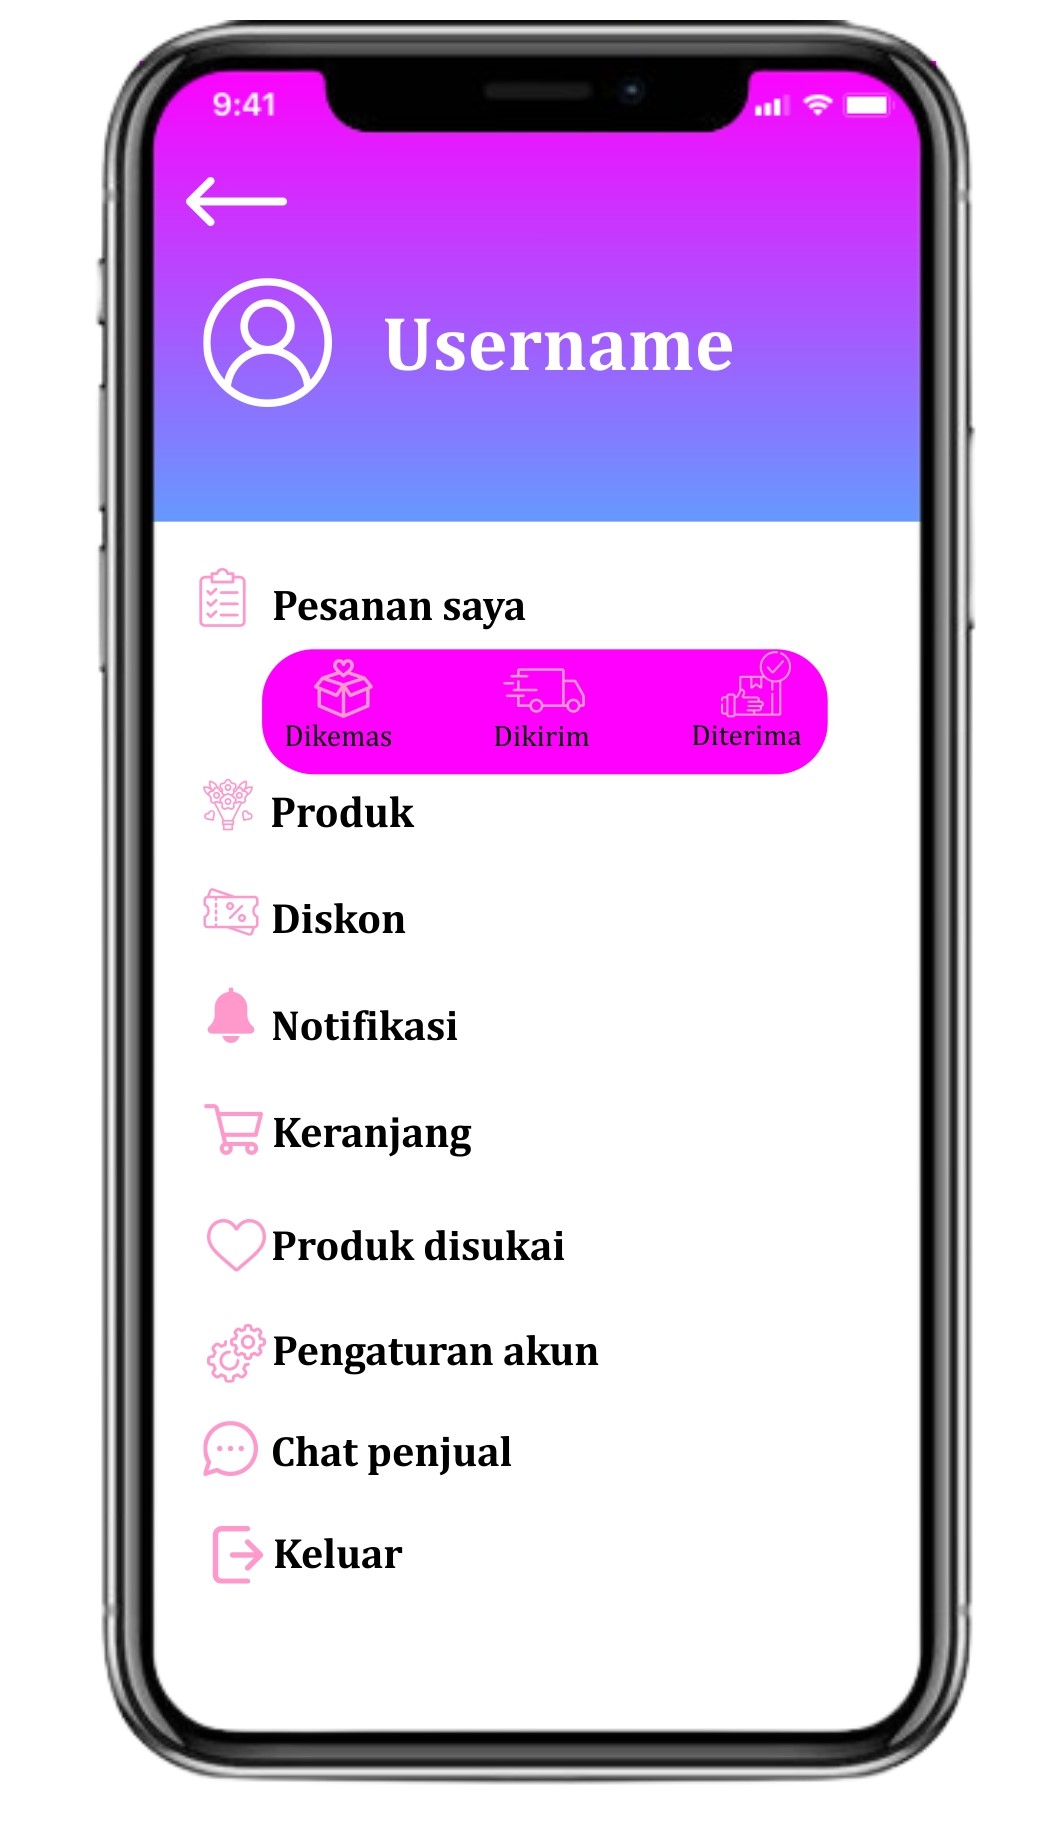 9:41
Username
Pesanan saya
Dikemas Dikirim Diterima
Produk
Diskon
Notifikasi
Keranjang
Produk disukai
Pengaturan akun
Chat penjual
Keluar